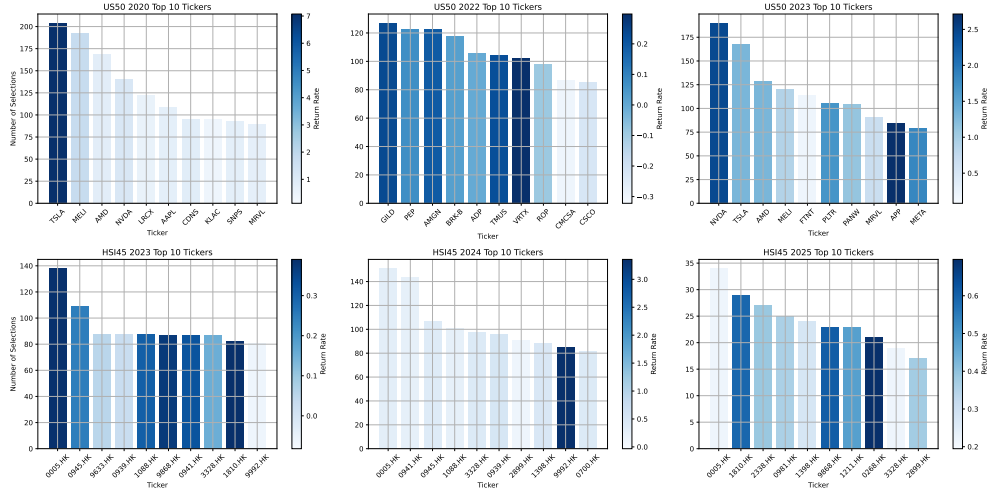 US50 2020 Top 10 Tickers
Number of Selections
200
175
150
125
100
75
50
25
0
TSLA
MELI
AMD
NVDA
LRCX
AAPL
CDNS
KLAC
SNPS
MRVL
Ticker
7
6
5
4
3
2
1
Return Rate
US50 2022 Top 10 Tickers
120
100
80
60
40
20
0
GILD
PEP
AMGN
BRK-B
ADP
TMUS
VRTX
ROP
CMCSA
CSCO
Ticker
0.2
0.1
0.0
−0.1
−0.2
−0.3
Return Rate
US50 2023 Top 10 Tickers
175
150
125
100
75
50
25
0
NVDA
TSLA
AMD
MELI
FTNT
PLTR
PANW
MRVL
APP
META
Ticker
2.5
2.0
1.5
1.0
0.5
Return Rate
HSI45 2023 Top 10 Tickers
Number of Selections
140
120
100
80
60
40
20
0
0005.HK
0945.HK
9633.HK
0939.HK
1088.HK
9868.HK
0941.HK
3328.HK
1810.HK
9992.HK
Ticker
0.3
0.2
0.1
0.0
Return Rate
HSI45 2024 Top 10 Tickers
140
120
100
80
60
40
20
0
0005.HK
0941.HK
0945.HK
1088.HK
3328.HK
0939.HK
2899.HK
1398.HK
9992.HK
0700.HK
Ticker
3.0
2.5
2.0
1.5
1.0
0.5
0.0
Return Rate
HSI45 2025 Top 10 Tickers
35
30
25
20
15
10
5
0
0005.HK
1810.HK
2338.HK
0981.HK
1398.HK
9868.HK
1211.HK
0268.HK
3328.HK
2899.HK
Ticker
0.6
0.5
0.4
0.3
0.2
Return Rate